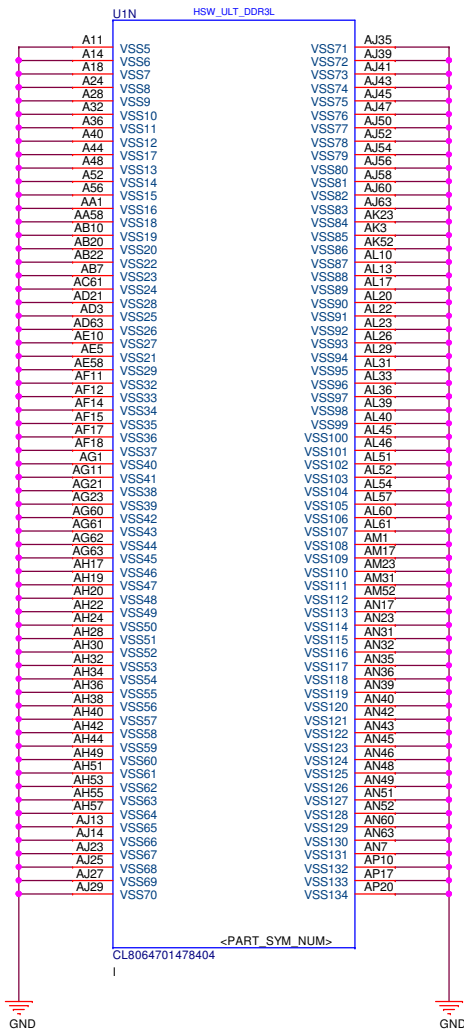 U1N HSW_ULT_DDR3L
A11 VSS5 VSS71 AJ35
A14 VSS6 VSS72 AJ39
A18 VSS7 VSS73 AJ41
A24 VSS8 VSS74 AJ43
A28 VSS9 VSS75 AJ45
A32 VSS10 VSS76 AJ47
A36 VSS11 VSS77 AJ50
A40 VSS12 VSS78 AJ52
A44 VSS17 VSS79 AJ54
A48 VSS13 VSS80 AJ56
A52 VSS14 VSS81 AJ58
A56 VSS15 VSS82 AJ60
AA1 VSS16 VSS83 AJ63
AA58 VSS18 VSS84 AK23
AB10 VSS19 VSS85 AK3
AB20 VSS20 VSS86 AK52
AB22 VSS22 VSS87 AL10
AB7 VSS23 VSS88 AL13
AC61 VSS24 VSS89 AL17
AD21 VSS28 VSS90 AL20
AD3 VSS25 VSS91 AL22
AD63 VSS26 VSS92 AL23
AE10 VSS27 VSS93 AL26
AE5 VSS21 VSS94 AL29
AE58 VSS29 VSS95 AL31
AF11 VSS32 VSS96 AL33
AF12 VSS33 VSS97 AL36
AF14 VSS34 VSS98 AL39
AF15 VSS35 VSS99 AL40
AF17 VSS36 VSS100 AL45
AF18 VSS37 VSS101 AL46
AG1 VSS40 VSS102 AL51
AG11 VSS41 VSS103 AL52
AG21 VSS38 VSS104 AL54
AG23 VSS39 VSS105 AL57
AG60 VSS42 VSS106 AL60
AG61 VSS43 VSS107 AL61
AG62 VSS44 VSS108 AM1
AG63 VSS45 VSS109 AM17
AH17 VSS46 VSS110 AM23
AH19 VSS47 VSS111 AM31
AH20 VSS48 VSS112 AM52
AH22 VSS49 VSS113 AN17
AH24 VSS50 VSS114 AN23
AH28 VSS51 VSS115 AN31
AH30 VSS52 VSS116 AN32
AH32 VSS53 VSS117 AN35
AH34 VSS54 VSS118 AN36
AH36 VSS55 VSS119 AN39
AH38 VSS56 VSS120 AN40
AH40 VSS57 VSS121 AN42
AH42 VSS58 VSS122 AN43
AH44 VSS59 VSS123 AN45
AH49 VSS60 VSS124 AN46
AH51 VSS61 VSS125 AN48
AH53 VSS62 VSS126 AN49
AH55 VSS63 VSS127 AN51
AH57 VSS64 VSS128 AN52
AJ13 VSS65 VSS129 AN60
AJ14 VSS66 VSS130 AN63
AJ23 VSS67 VSS131 AN7
AJ25 VSS68 VSS132 AP10
AJ27 VSS69 VSS133 AP17
AJ29 VSS70 VSS134 AP20
<PART_SYM_NUM>
CL8064701478404
I
GND GND